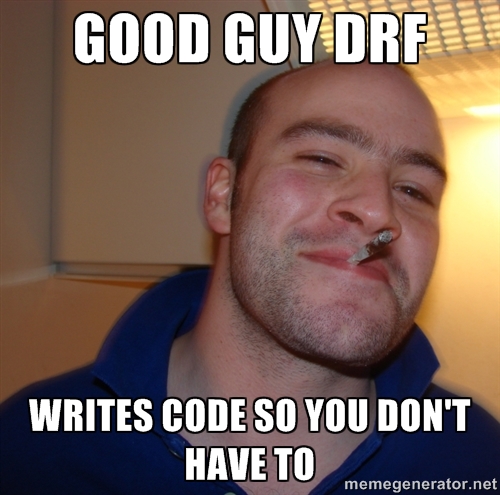 GOOD GUY DRF
WRITES CODE SO YOU DON'T
HAVE TO
memegenerator.net